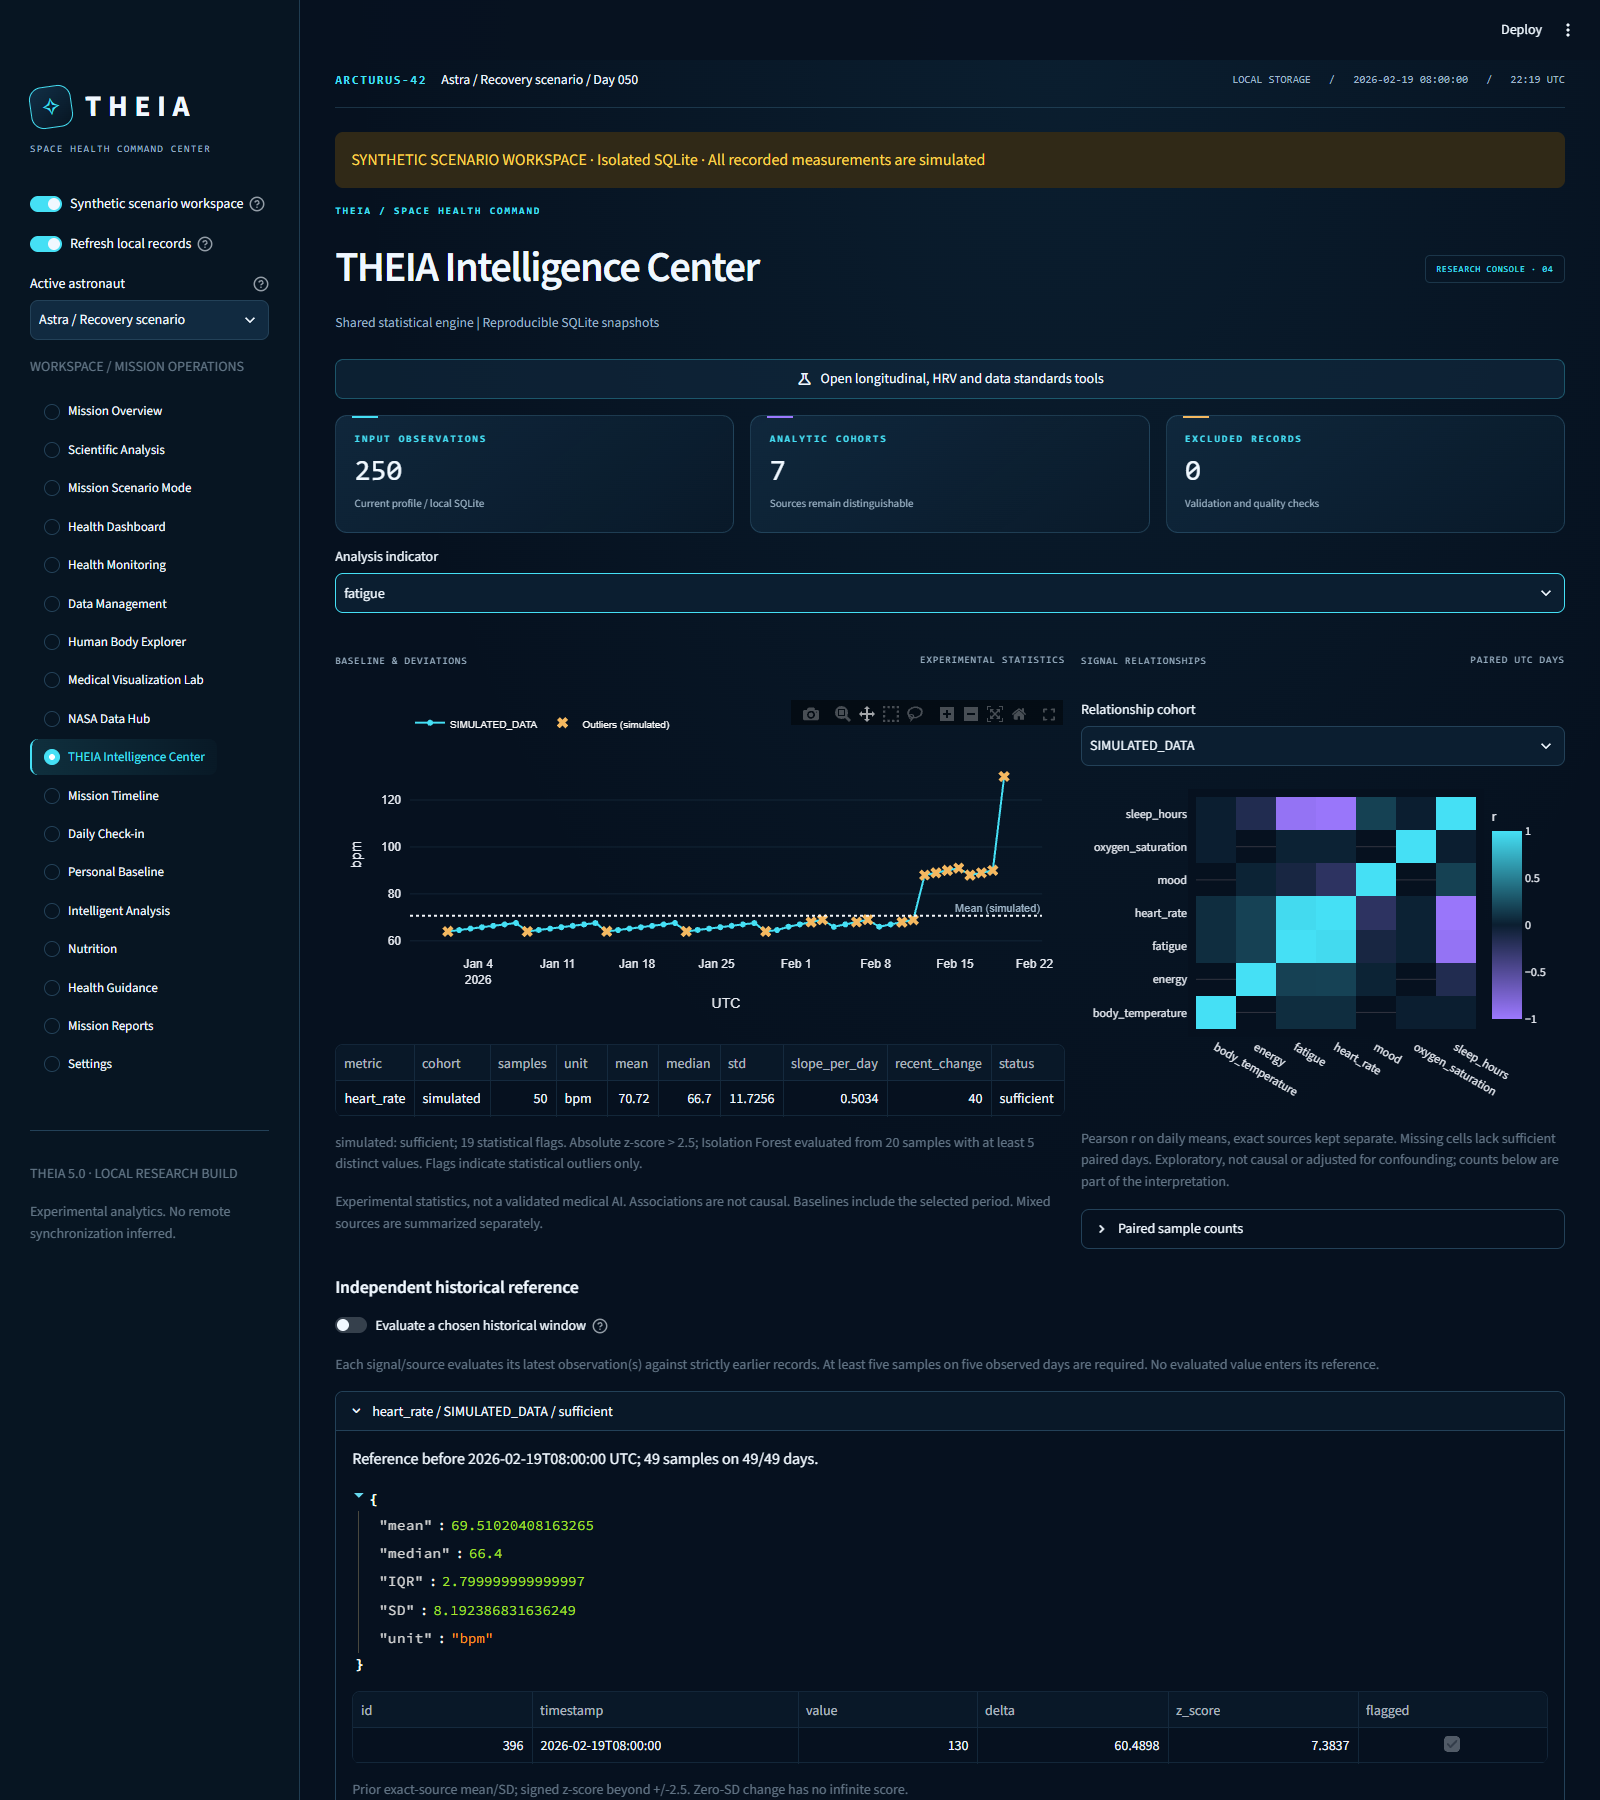 Deploy
THEIA
SPACE HEALTH COMMAND CENTER
Synthetic scenario workspace
Refresh local records
Active astronaut
Astra / Recovery scenario
WORKSPACE / MISSION OPERATIONS
Mission Overview
Scientific Analysis
Mission Scenario Mode
Health Dashboard
Health Monitoring
Data Management
Human Body Explorer
Medical Visualization Lab
NASA Data Hub
THEIA Intelligence Center
Mission Timeline
Daily Check-in
Personal Baseline
Intelligent Analysis
Nutrition
Health Guidance
Mission Reports
Settings
THEIA 5.0 · LOCAL RESEARCH BUILD
Experimental analytics. No remote
synchronization inferred.
ARCTURUS-42 Astra / Recovery scenario / Day 050
LOCAL STORAGE / 2026-02-19 08:00:00 / 22:19 UTC
SYNTHETIC SCENARIO WORKSPACE · Isolated SQLite · All recorded measurements are simulated
THEIA / SPACE HEALTH COMMAND
THEIA Intelligence Center
RESEARCH CONSOLE · 04
Shared statistical engine | Reproducible SQLite snapshots
Open longitudinal, HRV and data standards tools
INPUT OBSERVATIONS
250
Current profile / local SQLite
ANALYTIC COHORTS
7
Sources remain distinguishable
EXCLUDED RECORDS
0
Validation and quality checks
Analysis indicator
fatigue
BASELINE & DEVIATIONS EXPERIMENTAL STATISTICS
SIMULATED_DATA Outliers (simulated)
120
100
80
60
bpm
Mean (simulated)
Jan 4 Jan 11 Jan 18 Jan 25 Feb 1 Feb 8 Feb 15 Feb 22
2026
UTC
metric cohort samples unit mean median std slope_per_day recent_change status
heart_rate simulated 50 bpm 70.72 66.7 11.7256 0.5034 40 sufficient
simulated: sufficient; 19 statistical flags. Absolute z-score > 2.5; Isolation Forest evaluated from 20 samples with at least 5
distinct values. Flags indicate statistical outliers only.
Experimental statistics, not a validated medical AI. Associations are not causal. Baselines include the selected period. Mixed
sources are summarized separately.
SIGNAL RELATIONSHIPS PAIRED UTC DAYS
Relationship cohort
SIMULATED_DATA
sleep_hours
oxygen_saturation
mood
heart_rate
fatigue
energy
body_temperature
body_temperature
energy
fatigue
heart_rate
mood
oxygen_saturation
sleep_hours
r
1
0.5
0
−0.5
−1
Pearson r on daily means, exact sources kept separate. Missing cells lack sufficient
paired days. Exploratory, not causal or adjusted for confounding; counts below are
part of the interpretation.
Paired sample counts
Independent historical reference
Evaluate a chosen historical window
Each signal/source evaluates its latest observation(s) against strictly earlier records. At least five samples on five observed days are required. No evaluated value enters its reference.
heart_rate / SIMULATED_DATA / sufficient
Reference before 2026-02-19T08:00:00 UTC; 49 samples on 49/49 days.
{
"mean" : 69.51020408163265
"median" : 66.4
"IQR" : 2.799999999999997
"SD" : 8.192386831636249
"unit" : "bpm"
}
id timestamp value delta z_score flagged
396 2026-02-19T08:00:00 130 60.4898 7.3837
Prior exact-source mean/SD; signed z-score beyond +/-2.5. Zero-SD change has no infinite score.